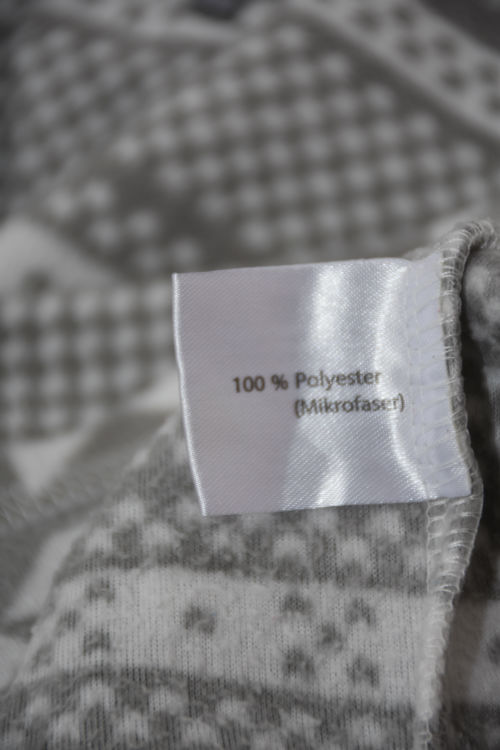 100 % Polyester
(Mikrofaser)